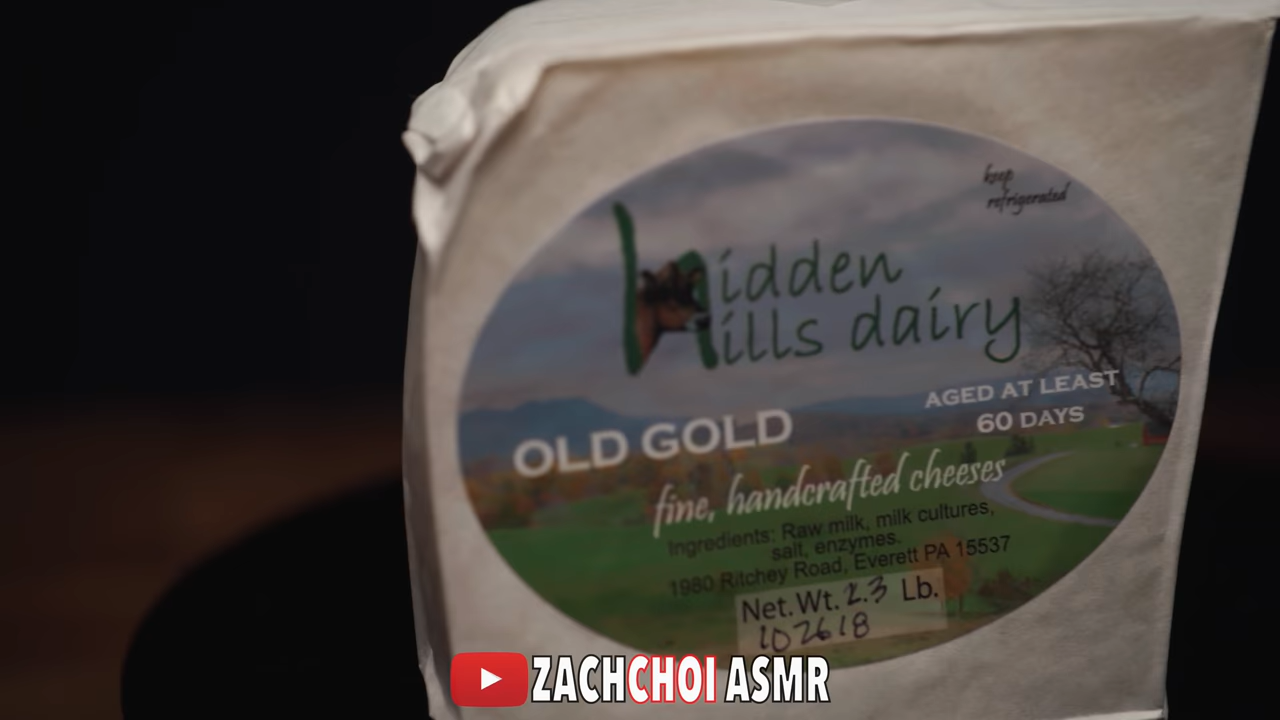 keep
refrigerated
hidden
hills dairy
AGED AT LEAST
60 DAYS
OLD GOLD
fine, handcrafted cheeses
Ingredients: Raw milk, milk cultures,
salt, enzymes.
1980 Ritchey Road, Everett PA 15537
Net. Wt. 2.3 Lb.
102618
ZACHCHOI ASMR